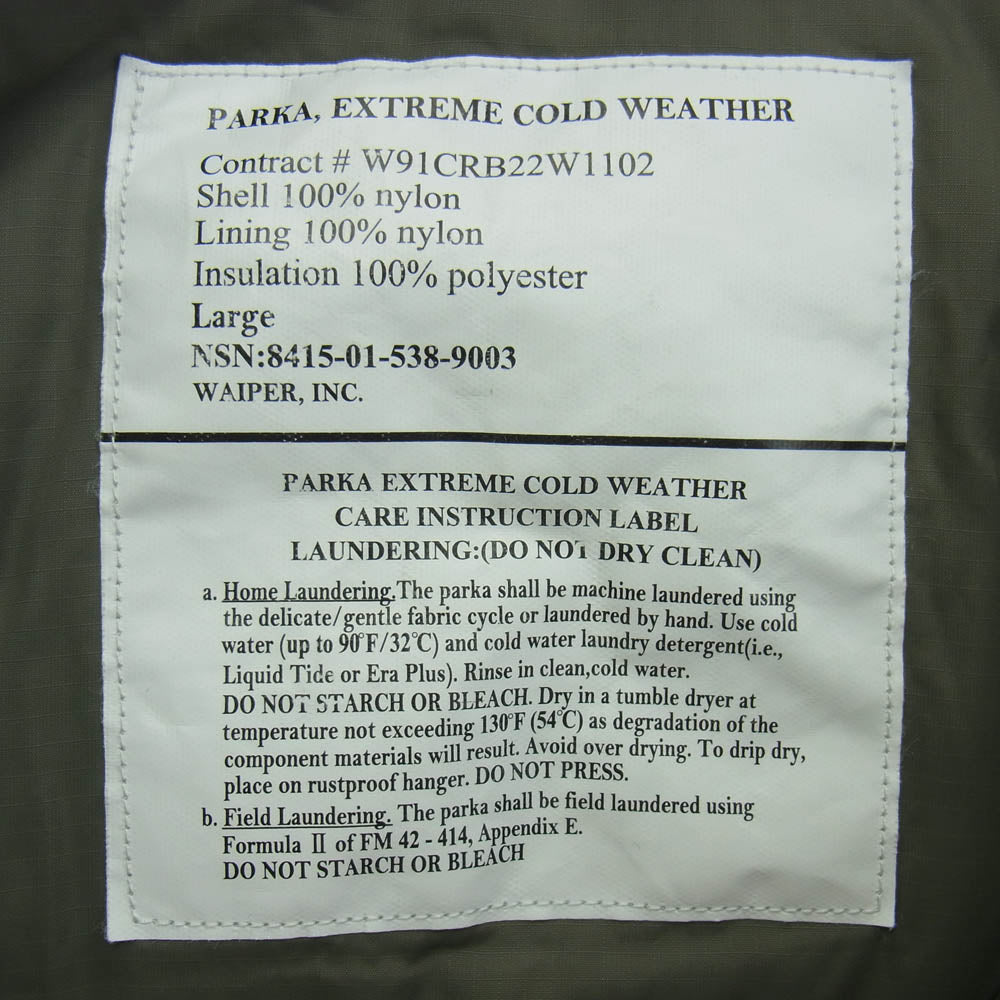 PARKA, EXTREME COLD WEATHER
Contract # W91CRB22W1102
Shell 100% nylon
Lining 100% nylon
Insulation 100% polyester
Large
NSN:8415-01-538-9003
WAIPER, INC.
PARKA EXTREME COLD WEATHER
CARE INSTRUCTION LABEL
LAUNDERING:(DO NOT DRY CLEAN)
a. Home Laundering.The parka shall be machine laundered using
the delicate/gentle fabric cycle or laundered by hand. Use cold
water (up to 90°F/32°C) and cold water laundry detergent(i.e.,
Liquid Tide or Era Plus). Rinse in clean,cold water.
DO NOT STARCH OR BLEACH. Dry in a tumble dryer at
temperature not exceeding 130°F (54°C) as degradation of the
component materials will result. Avoid over drying. To drip dry,
place on rustproof hanger. DO NOT PRESS.
b. Field Laundering. The parka shall be field laundered using
Formula II of FM 42 - 414, Appendix E.
DO NOT STARCH OR BLEACH